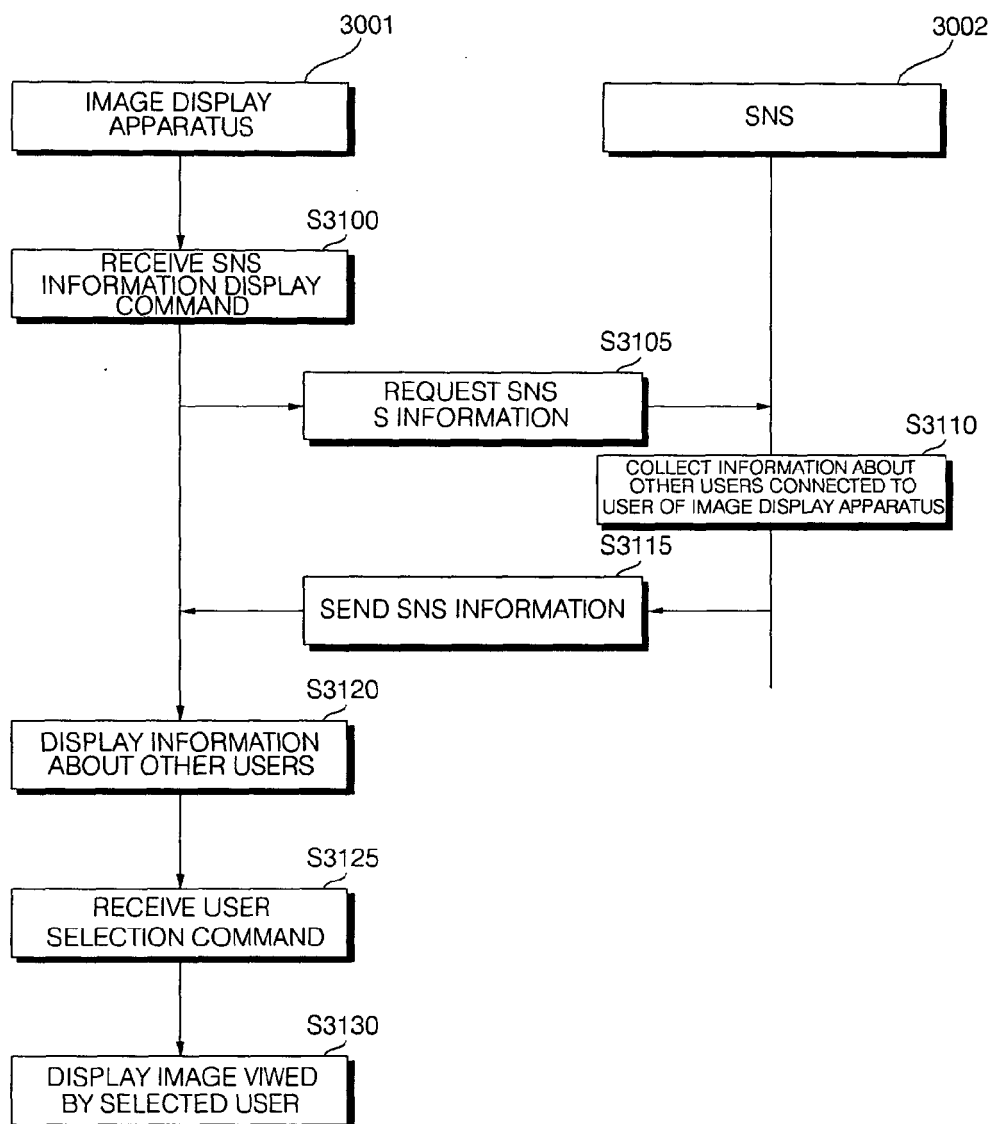 3001
3002
IMAGE DISPLAY
APPARATUS
SNS
S3100
RECEIVE SNS
INFORMATION DISPLAY
COMMAND
S3105
REQUEST SNS
S INFORMATION
S3110
COLLECT INFORMATION ABOUT
OTHER USERS CONNECTED TO
USER OF IMAGE DISPLAY APPARATUS
S3115
SEND SNS INFORMATION
S3120
DISPLAY INFORMATION
ABOUT OTHER USERS
S3125
RECEIVE USER
SELECTION COMMAND
S3130
DISPLAY IMAGE VIWED
BY SELECTED USER